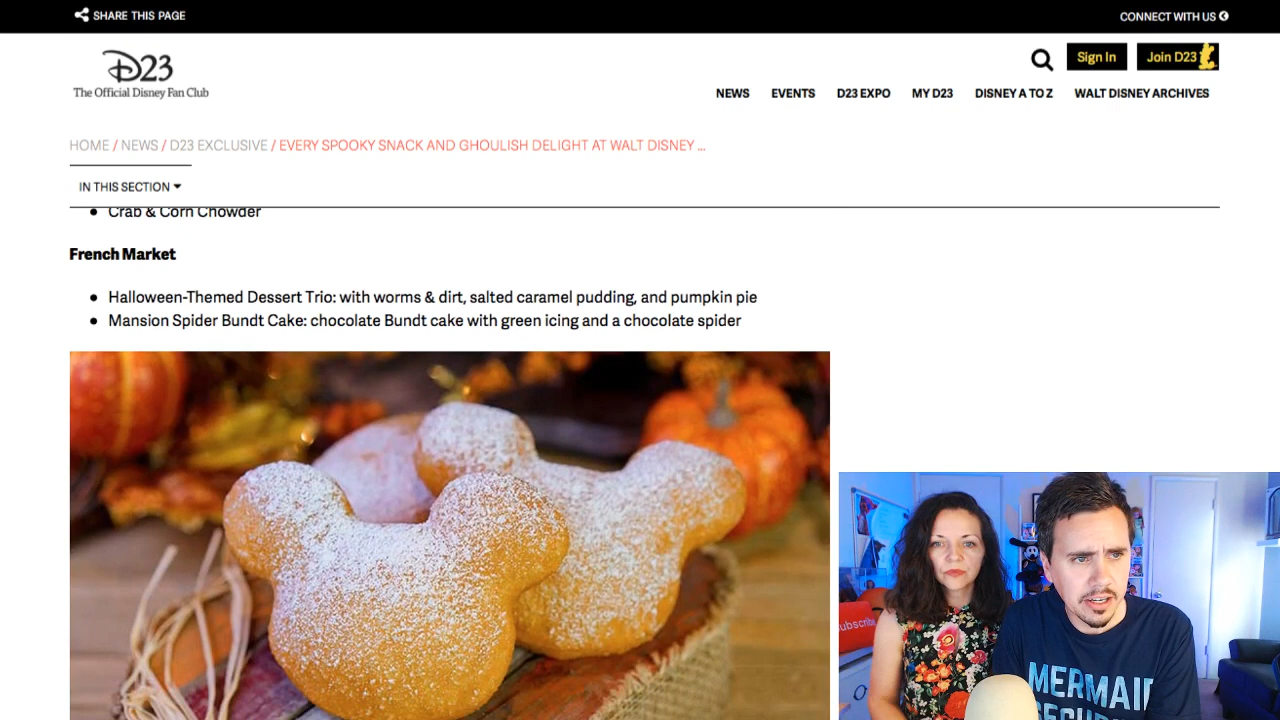 SHARE THIS PAGE
CONNECT WITH US
D23
The Official Disney Fan Club
Sign In
Join D23
NEWS
EVENTS
D23 EXPO
MY D23
DISNEY A TO Z
WALT DISNEY ARCHIVES
HOME / NEWS / D23 EXCLUSIVE / EVERY SPOOKY SNACK AND GHOULISH DELIGHT AT WALT DISNEY ...
IN THIS SECTION
• Crab & Corn Chowder
French Market
• Halloween-Themed Dessert Trio: with worms & dirt, salted caramel pudding, and pumpkin pie
• Mansion Spider Bundt Cake: chocolate Bundt cake with green icing and a chocolate spider
ubscribe
MERMAID